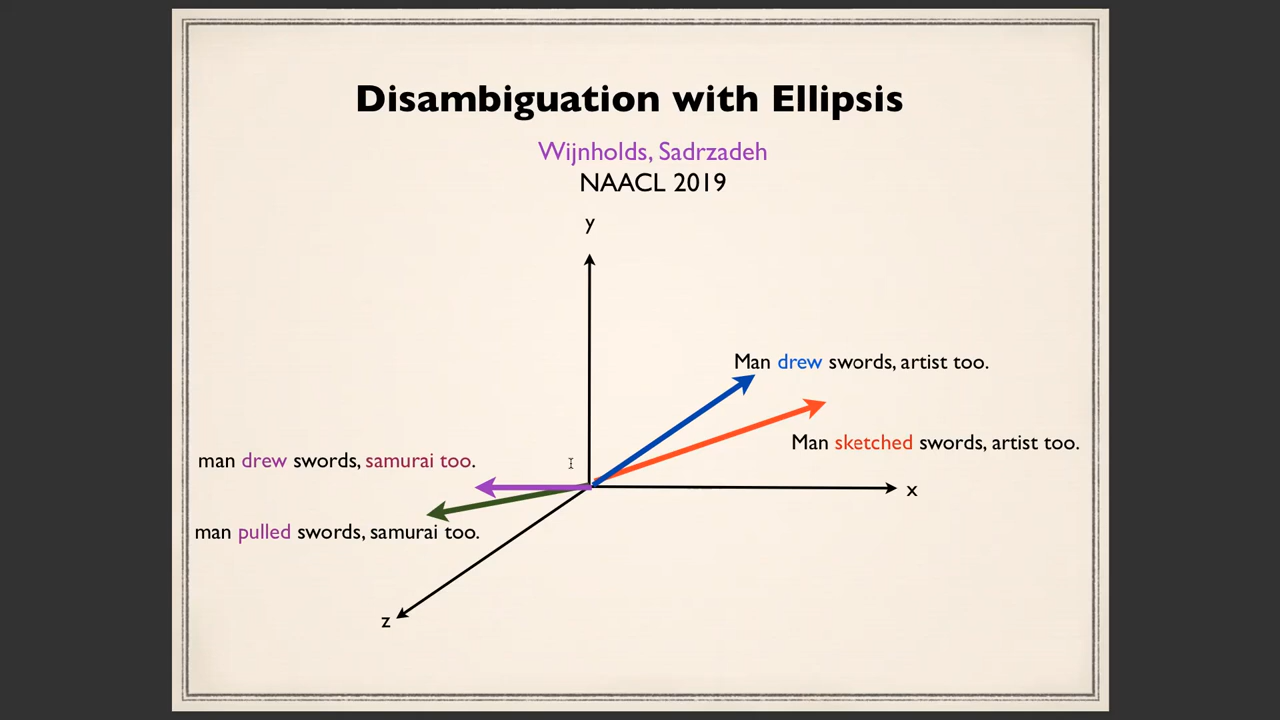 Disambiguation with Ellipsis
Wijnholds, Sadrzadeh
NAACL 2019
y
Man drew swords, artist too.
Man sketched swords, artist too.
man drew swords, samurai too.
x
man pulled swords, samurai too.
z